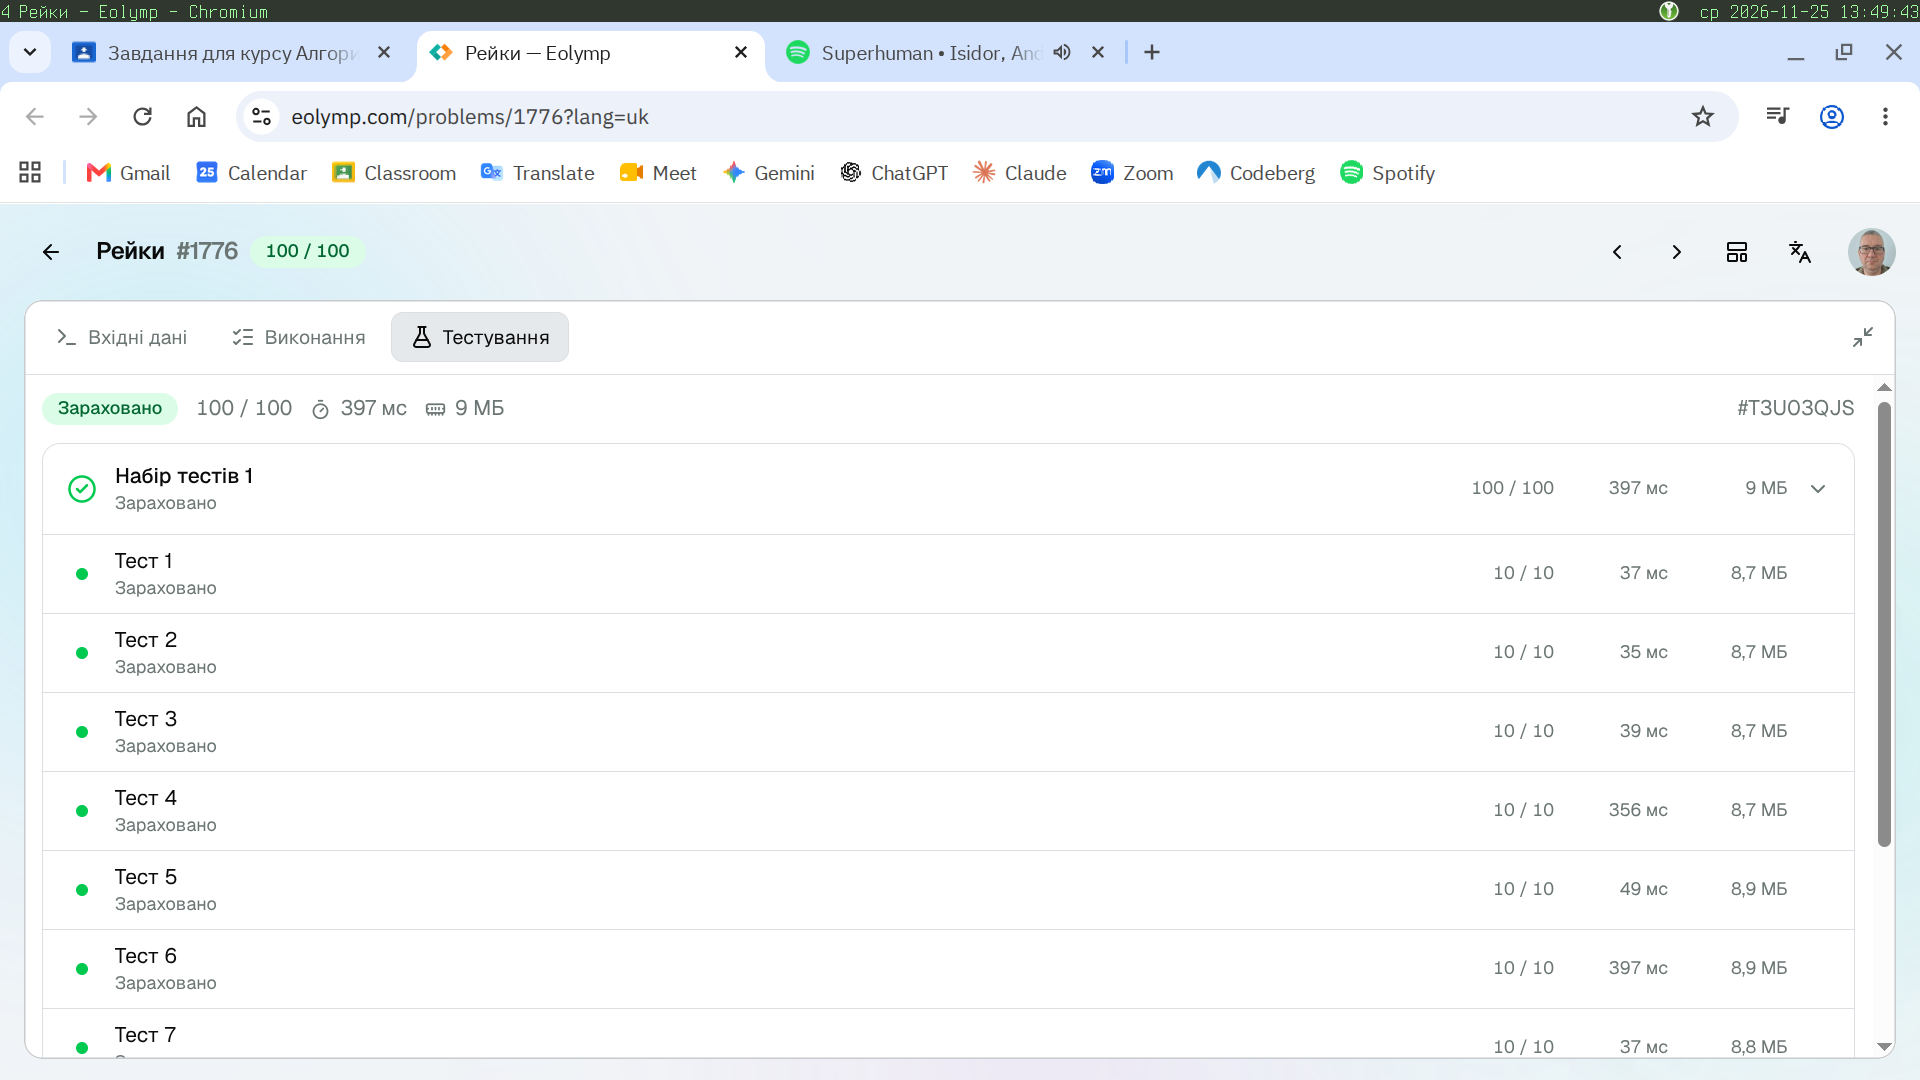 4 Рейки — Eolymp - Chromium
ср 2026-11-25 13:49:43
Завдання для курсу Алгори
Рейки — Eolymp
Superhuman • Isidor, And
eolymp.com/problems/1776?lang=uk
Gmail
25 Calendar
Classroom
Translate
Meet
Gemini
ChatGPT
Claude
zm Zoom
Codeberg
Spotify
Рейки #1776 100 / 100
Вхідні дані
Виконання
Тестування
Зараховано 100 / 100 397 мс 9 МБ #T3U03QJS
Набір тестів 1
Зараховано
100 / 100 397 мс 9 МБ
Тест 1
Зараховано
10 / 10 37 мс 8,7 МБ
Тест 2
Зараховано
10 / 10 35 мс 8,7 МБ
Тест 3
Зараховано
10 / 10 39 мс 8,7 МБ
Тест 4
Зараховано
10 / 10 356 мс 8,7 МБ
Тест 5
Зараховано
10 / 10 49 мс 8,9 МБ
Тест 6
Зараховано
10 / 10 397 мс 8,9 МБ
Тест 7
10 / 10 37 мс 8,8 МБ